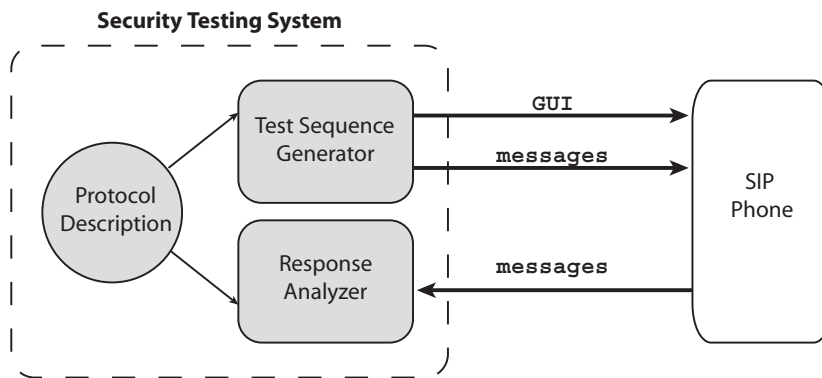 Security Testing System
Test Sequence
Generator
GUI
messages
Protocol
Description
SIP
Phone
Response
Analyzer
messages